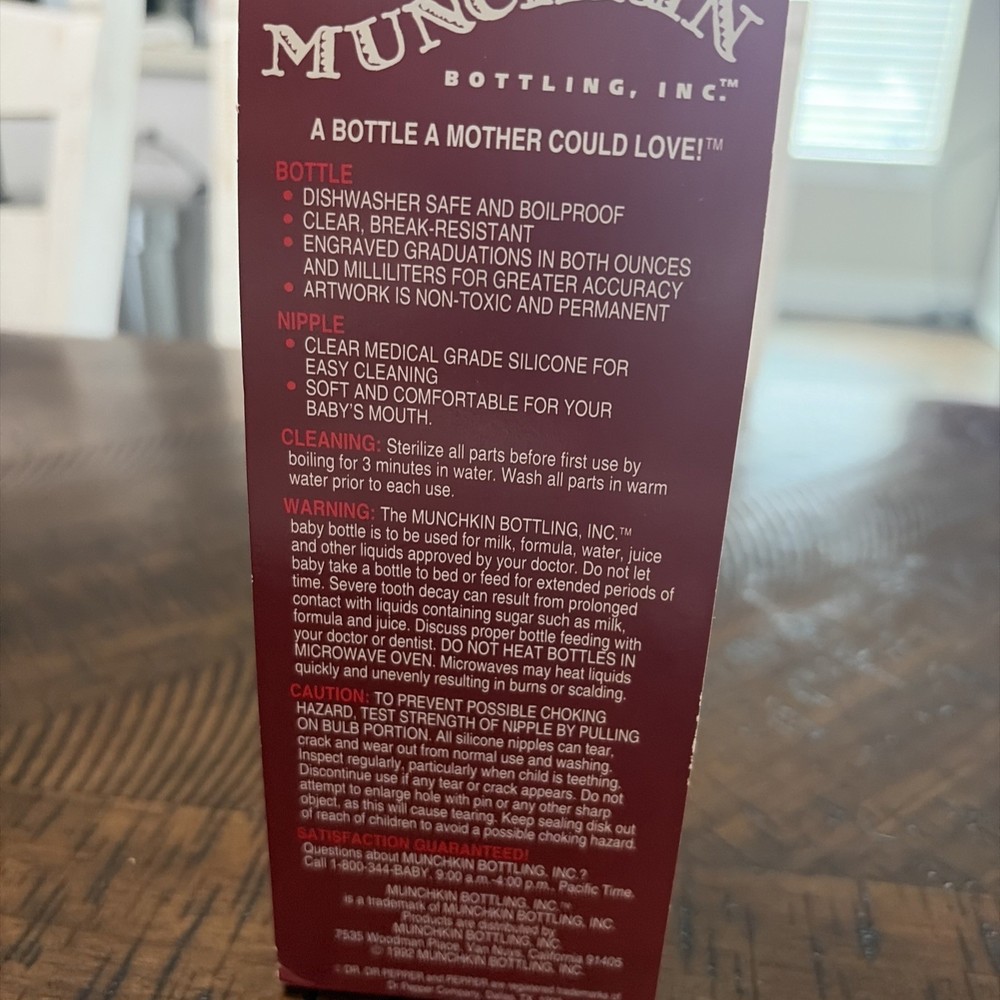 MUNCHKIN
BOTTLING, INC.™
A BOTTLE A MOTHER COULD LOVE!™
BOTTLE
• DISHWASHER SAFE AND BOILPROOF
• CLEAR, BREAK-RESISTANT
• ENGRAVED GRADUATIONS IN BOTH OUNCES
AND MILLILITERS FOR GREATER ACCURACY
• ARTWORK IS NON-TOXIC AND PERMANENT
NIPPLE
• CLEAR MEDICAL GRADE SILICONE FOR
EASY CLEANING
• SOFT AND COMFORTABLE FOR YOUR
BABY'S MOUTH.
CLEANING: Sterilize all parts before first use by
boiling for 3 minutes in water. Wash all parts in warm
water prior to each use.
WARNING: The MUNCHKIN BOTTLING, INC.™
baby bottle is to be used for milk, formula, water, juice
and other liquids approved by your doctor. Do not let
baby take a bottle to bed or feed for extended periods of
time. Severe tooth decay can result from prolonged
contact with liquids containing sugar such as milk,
formula and juice. Discuss proper bottle feeding with
your doctor or dentist. DO NOT HEAT BOTTLES IN
MICROWAVE OVEN. Microwaves may heat liquids
quickly and unevenly resulting in burns or scalding.
CAUTION: TO PREVENT POSSIBLE CHOKING
HAZARD, TEST STRENGTH OF NIPPLE BY PULLING
ON BULB PORTION. All silicone nipples can tear,
crack and wear out from normal use and washing.
Inspect regularly, particularly when child is teething.
Discontinue use if any tear or crack appears. Do not
attempt to enlarge hole with pin or any other sharp
object, as this will cause tearing. Keep sealing disk out
of reach of children to avoid a possible choking hazard.
SATISFACTION GUARANTEED!
Questions about MUNCHKIN BOTTLING, INC.?
Call 1-800-344-BABY, 9:00 a.m.-4:00 p.m., Pacific Time.
MUNCHKIN BOTTLING, INC.™
is a trademark of MUNCHKIN BOTTLING, INC.
Products are distributed by
MUNCHKIN BOTTLING, INC.
7535 Woodman Place, Van Nuys, California 91405
© 1992 MUNCHKIN BOTTLING, INC.
DR, DR PEPPER and PEPPER are registered trademarks of
Dr Pepper Company, Dallas, TX